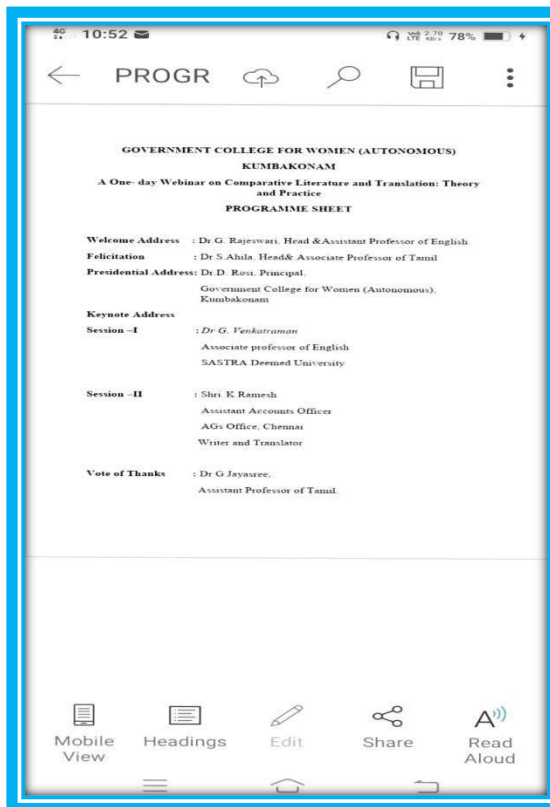 4G 10:52 2.70 78%
PROGR
GOVERNMENT COLLEGE FOR WOMEN (AUTONOMOUS)
KUMBAKONAM
A One- day Webinar on Comparative Literature and Translation: Theory
and Practice
PROGRAMME SHEET
Welcome Address : Dr G. Rajeswari, Head &Assistant Professor of English
Felicitation : Dr S.Ahila, Head& Associate Professor of Tamil
Presidential Address: Dr D. Rosi, Principal,
Government College for Women (Autonomous),
Kumbakonam
Keynote Address
Session –I : Dr G. Venkatraman
Associate professor of English
SASTRA Deemed University
Session –II : Shri. K Ramesh
Assistant Accounts Officer
AGs Office, Chennai
Writer and Translator
Vote of Thanks : Dr G Jayasree,
Assistant Professor of Tamil.
Mobile View
Headings
Edit
Share
Read Aloud